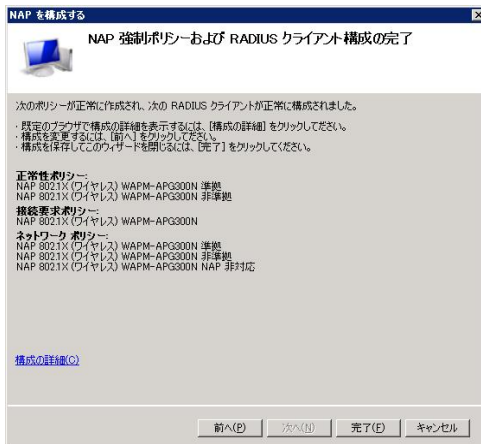 NAP を構成する
NAP 強制ポリシーおよび RADIUS クライアント構成の完了
次のポリシーが正常に作成され、次の RADIUS クライアントが正常に構成されました。
・既定のブラウザで構成の詳細を表示するには、[構成の詳細] をクリックしてください。
・構成を変更するには、[前へ] をクリックしてください。
・構成を保存してこのウィザードを閉じるには、[完了] をクリックしてください。
正常性ポリシー:
NAP 802.1X (ワイヤレス) WAPM-APG300N 準拠
NAP 802.1X (ワイヤレス) WAPM-APG300N 非準拠
接続要求ポリシー:
NAP 802.1X (ワイヤレス) WAPM-APG300N
ネットワーク ポリシー:
NAP 802.1X (ワイヤレス) WAPM-APG300N 準拠
NAP 802.1X (ワイヤレス) WAPM-APG300N 非準拠
NAP 802.1X (ワイヤレス) WAPM-APG300N NAP 非対応
構成の詳細(C)
前へ(P) 次へ(N) 完了(F) キャンセル